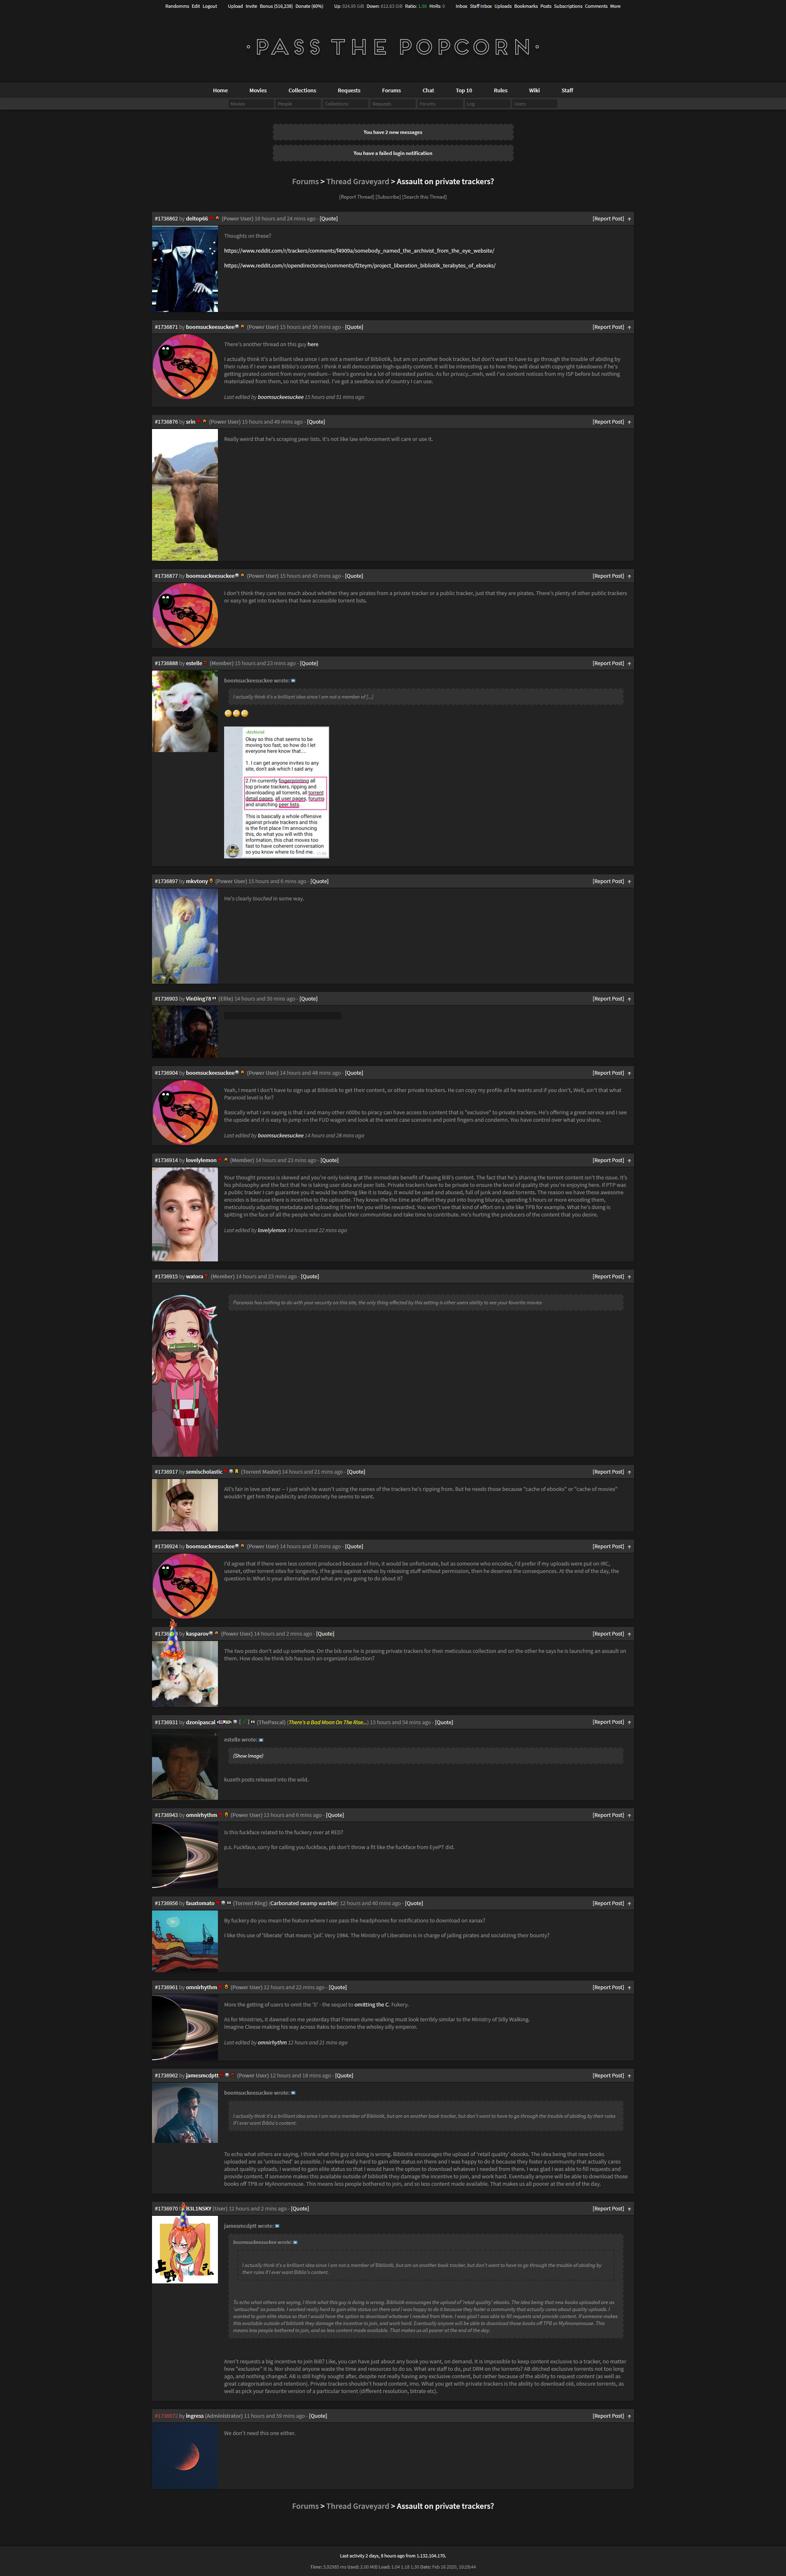 Randomms Edit Logout Upload Invite Bonus (516,238) Donate (60%) Up: 924.95 GiB Down: 612.63 GiB Ratio: 1.50 HnRs: 0 Inbox Staff Inbox Uploads Bookmarks Posts Subscriptions Comments More
·PASS THE POPCORN·
Home Movies Collections Requests Forums Chat Top 10 Rules Wiki Staff
Movies People Collections Requests Forums Log Users
You have 2 new messages
You have a failed login notification
Forums > Thread Graveyard > Assault on private trackers?
[Report Thread] [Subscribe] [Search this Thread]
#1736862 by deltop66 (Power User) 16 hours and 24 mins ago - [Quote] [Report Post] ↑
Thoughts on these?
https://www.reddit.com/r/trackers/comments/f4909a/somebody_named_the_archivist_from_the_eye_website/
https://www.reddit.com/r/opendirectories/comments/f2teym/project_liberation_bibliotik_terabytes_of_ebooks/
#1736871 by boomsuckeesuckee (Power User) 15 hours and 56 mins ago - [Quote] [Report Post] ↑
There's another thread on this guy here
I actually think it's a brilliant idea since I am not a member of Bibliotik, but am on another book tracker, but don't want to have to go through the trouble of abiding by
their rules if I ever want Biblio's content. I think it will democratize high-quality content. It will be interesting as to how they will deal with copyright takedowns if he's
getting pirated content from every medium-- there's gonna be a lot of interested parties. As for privacy...meh, well I've content notices from my ISP before but nothing
materialized from them, so not that worried. I've got a seedbox out of country I can use.
Last edited by boomsuckeesuckee 15 hours and 51 mins ago
#1736876 by srin (Power User) 15 hours and 49 mins ago - [Quote] [Report Post] ↑
Really weird that he's scraping peer lists. It's not like law enforcement will care or use it.
#1736877 by boomsuckeesuckee (Power User) 15 hours and 45 mins ago - [Quote] [Report Post] ↑
I don't think they care too much about whether they are pirates from a private tracker or a public tracker, just that they are pirates. There's plenty of other public trackers
or easy to get into trackers that have accessible torrent lists.
#1736888 by estelle (Member) 15 hours and 23 mins ago - [Quote] [Report Post] ↑
boomsuckeesuckee wrote:
I actually think it's a brilliant idea since I am not a member of [...]
-Archivist
Okay so this chat seems to be
moving too fast, so how do I let
everyone here know that...
1. I can get anyone invites to any
site, don't ask which I said any.
2.I'm currently fingerprinting all
top private trackers, ripping and
downloading all torrents, all torrent
detail pages, all user pages, forums
and snatching peer lists.
This is basically a whole offensive
against private trackers and this
is the first place I'm announcing
this, do what you will with this
information, this chat moves too
fast to have coherent conversation
so you know where to find me.
#1736897 by mkvtony (Power User) 15 hours and 6 mins ago - [Quote] [Report Post] ↑
He's clearly touched in some way.
#1736903 by VinDing78 (Elite) 14 hours and 50 mins ago - [Quote] [Report Post] ↑
#1736904 by boomsuckeesuckee (Power User) 14 hours and 48 mins ago - [Quote] [Report Post] ↑
Yeah, I meant I don't have to sign up at Bibliotik to get their content, or other private trackers. He can copy my profile all he wants and if you don't, Well, ain't that what
Paranoid level is for?
Basically what I am saying is that I and many other n00bs to piracy can have access to content that is "exclusive" to private trackers. He's offering a great service and I see
the upside and it is easy to jump on the FUD wagon and look at the worst case scenario and point fingers and condemn. You have control over what you share.
Last edited by boomsuckeesuckee 14 hours and 28 mins ago
#1736914 by lovelylemon (Member) 14 hours and 23 mins ago - [Quote] [Report Post] ↑
Your thought process is skewed and you're only looking at the immediate benefit of having BiB's content. The fact that he's sharing the torrent content isn't the issue. It's
his philosophy and the fact that he is taking user data and peer lists. Private trackers have to be private to ensure the level of quality that you're enjoying here. If PTP was
a public tracker I can guarantee you it would be nothing like it is today. It would be used and abused, full of junk and dead torrents. The reason we have these awesome
encodes is because there is incentive to the uploader. They know the the time and effort they put into buying blurays, spending 5 hours or more encoding, and
meticulously adjusting metadata and uploading it here for you will be rewarded. You won't see that kind of effort on a site like TPB for example. What he's doing is
spitting in the face of all the people who care about their communities and take time to contribute. He's hurting the producers of the content that you desire.
Last edited by lovelylemon 14 hours and 22 mins ago
#1736915 by watora (Member) 14 hours and 23 mins ago - [Quote] [Report Post] ↑
Paranoia has nothing to do with your security on this site, the only thing effected by this setting is other users ability to see your favorite movies
#1736917 by semischolastic (Torrent Master) 14 hours and 21 mins ago - [Quote] [Report Post] ↑
All's fair in love and war -- I just wish he wasn't using the names of the trackers he's ripping from. But he needs those because "cache of ebooks" or "cache of movies"
wouldn't get him the publicity and notoriety he seems to want.
#1736924 by boomsuckeesuckee (Power User) 14 hours and 10 mins ago - [Quote] [Report Post] ↑
I'd agree that if there were less content produced because of him, it would be unfortunate, but as someone who encodes, I'd prefer if my uploads were put on IRC,
usenet, other torrent sites for longevity. If he goes against wishes by releasing stuff without permission, then he deserves the consequences. At the end of the day, the
question is: What is your alternative and what are you going to do about it?
by kasparov (Power User) 14 hours and 2 mins ago - [Quote] [Report Post] ↑
The two posts don't add up somehow. On the bib one he is praising private trackers for their meticulous collection and on the other he says he is launching an assault on
them. How does he think bib has such an organized collection?
#1736931 by dzonipascal (ThePascal) (There's a Bad Moon On The Rise...) 13 hours and 54 mins ago - [Quote] [Report Post] ↑
estelle wrote:
(Show Image)
kuzeth posts released into the wild.
#1736943 by omnirhythm (Power User) 13 hours and 6 mins ago - [Quote] [Report Post] ↑
Is this fuckface related to the fuckery over at RED?
p.s. Fuckface, sorry for calling you fuckface, pls don't throw a fit like the fuckface from EyePT did.
#1736956 by fauxtomato (Torrent King) (Carbonated swamp warbler) 12 hours and 40 mins ago - [Quote] [Report Post] ↑
By fuckery do you mean the feature where I use pass the headphones for notifications to download on xanax?
I like this use of 'liberate' that means 'jail'. Very 1984. The Ministry of Liberation is in charge of jailing pirates and socializing their bounty?
#1736961 by omnirhythm (Power User) 12 hours and 22 mins ago - [Quote] [Report Post] ↑
More the getting of users to omit the '5' - the sequel to omitting the C. Fukery.
As for Ministries, it dawned on me yesterday that Fremen dune-walking must look terribly similar to the Ministry of Silly Walking.
Imagine Cleese making his way across Rakis to become the wholey silly emperor.
Last edited by omnirhythm 12 hours and 21 mins ago
#1736962 by jamesmcdptt (Power User) 12 hours and 18 mins ago - [Quote] [Report Post] ↑
boomsuckeesuckee wrote:
I actually think it's a brilliant idea since I am not a member of Bibliotik, but am on another book tracker, but don't want to have to go through the trouble of abiding by their rules
if I ever want Biblio's content.
To echo what others are saying, I think what this guy is doing is wrong. Bibliotik encourages the upload of 'retail quality' ebooks. The idea being that new books
uploaded are as 'untouched' as possible. I worked really hard to gain elite status on there and I was happy to do it because they foster a community that actually cares
about quality uploads. I wanted to gain elite status so that I would have the option to download whatever I needed from there. I was glad I was able to fill requests and
provide content. If someone makes this available outside of bibliotik they damage the incentive to join, and work hard. Eventually anyone will be able to download those
books off TPB or MyAnonamouse. This means less people bothered to join, and so less content made available. That makes us all poorer at the end of the day.
#1736970 by B3L1NSKY (User) 12 hours and 2 mins ago - [Quote] [Report Post] ↑
jamesmcdptt wrote:
boomsuckeesuckee wrote:
I actually think it's a brilliant idea since I am not a member of Bibliotik, but am on another book tracker, but don't want to have to go through the trouble of abiding by
their rules if I ever want Biblio's content.
To echo what others are saying, I think what this guy is doing is wrong. Bibliotik encourages the upload of 'retail quality' ebooks. The idea being that new books uploaded are as
'untouched' as possible. I worked really hard to gain elite status on there and I was happy to do it because they foster a community that actually cares about quality uploads. I
wanted to gain elite status so that I would have the option to download whatever I needed from there. I was glad I was able to fill requests and provide content. If someone makes
this available outside of bibliotik they damage the incentive to join, and work hard. Eventually anyone will be able to download those books off TPB or MyAnonamouse. This
means less people bothered to join, and so less content made available. That makes us all poorer at the end of the day.
Aren't requests a big incentive to join BiB? Like, you can have just about any book you want, on demand. It is impossible to keep content exclusive to a tracker, no matter
how "exclusive" it is. Nor should anyone waste the time and resources to do so. What are staff to do, put DRM on the torrents? AB ditched exclusive torrents not too long
ago, and nothing changed. AB is still highly sought after, despite not really having any exclusive content, but rather because of the ability to gain access (as well as
great categorisation and retention). Private trackers shouldn't hoard content, imo. What you get with private trackers is the ability to download old, obscure torrents, as
well as pick your favourite version of a particular torrent (different resolution, bitrate etc).
#1736972 by ingress (Administrator) 11 hours and 59 mins ago - [Quote] [Report Post] ↑
We don't need this one either.
Forums > Thread Graveyard > Assault on private trackers?
Last activity 2 days, 8 hours ago from 1.132.104.170.
Time: 5.92985 ms Used: 2.00 MiB Load: 1.04 1.18 1.30 Date: Feb 16 2020, 10:29:44